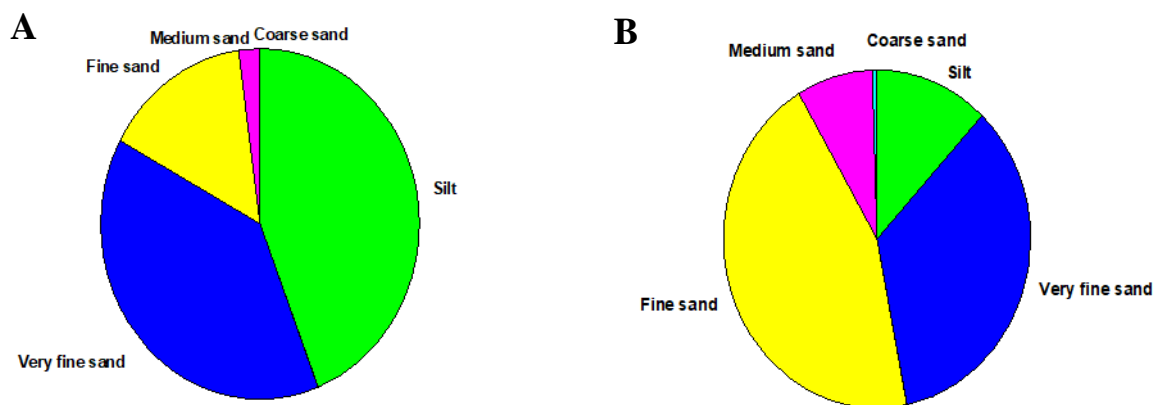 A
Medium sand
Coarse sand
Fine sand
Silt
Very fine sand
B
Coarse sand
Medium sand
Silt
Very fine sand
Fine sand